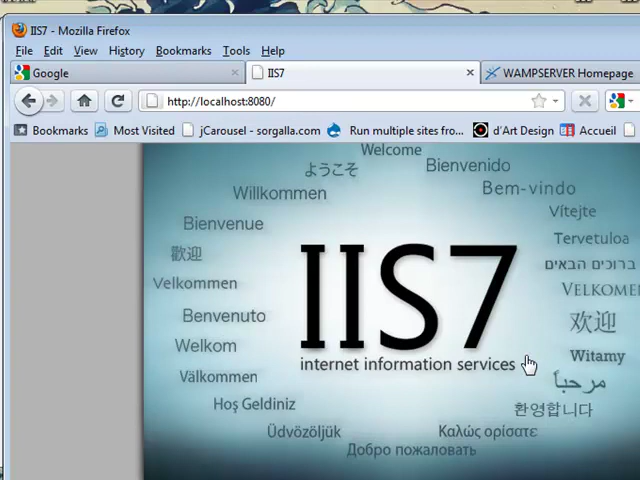 IIS7 - Mozilla Firefox
File Edit View History Bookmarks Tools Help
Google IIS7 WAMPSERVER Homepage
http://localhost:8080/
Bookmarks Most Visited jCarousel - sorgalla.com Run multiple sites fro... d'Art Design Accueil
Welcome
ようこそ Bienvenido
Willkommen Bem-vindo
Bienvenue Vítejte
歡迎 Tervetuloa
ברוכים הבאים
Velkommen VELKOME
Benvenuto 欢迎
Welkom Witamy
IIS7
internet information services
Välkommen مرحباً
Hoş Geldiniz 환영합니다
Üdvözöljük Καλώς ορίσατε
Добро пожаловать